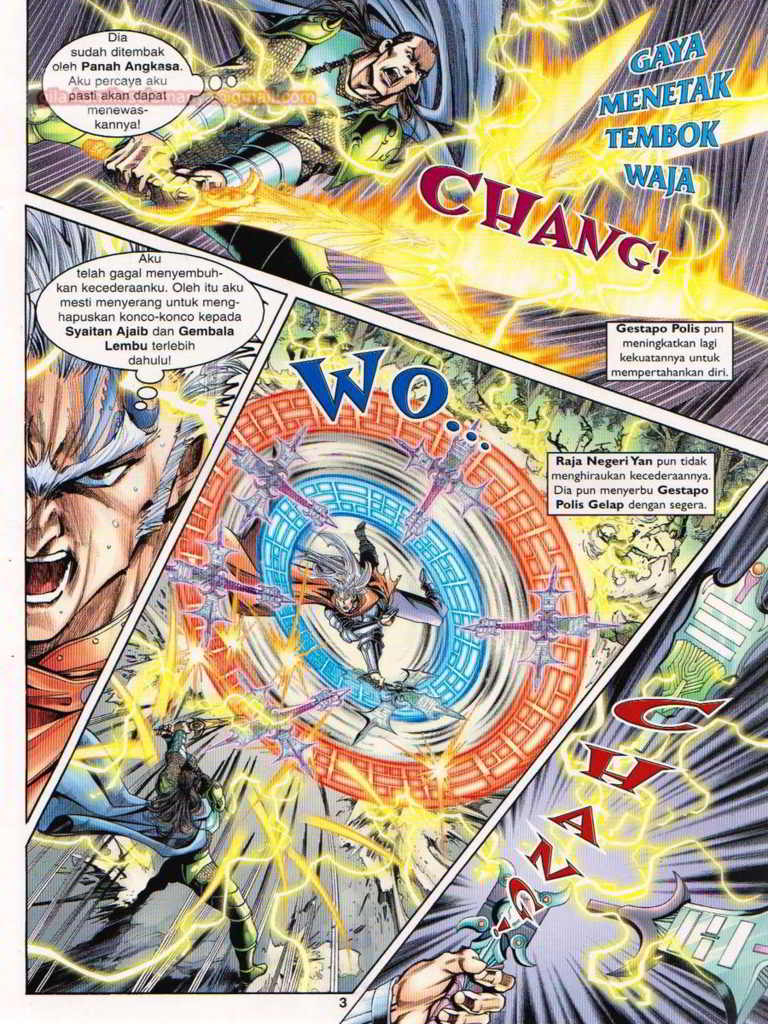 Dia
sudah ditembak
oleh Panah Angkasa.
Aku percaya aku
pasti akan dapat
menewas-
kannya!
GAYA
MENETAK
TEMBOK
WAJA
CHANG!
Gestapo Polis pun
meningkatkan lagi
kekuatannya untuk
mempertahankan diri.
Aku
telah gagal menyembuh-
kan kecederaanku. Oleh itu aku
mesti menyerang untuk meng-
hapuskan konco-konco kepada
Syaitan Ajaib dan Gembala
Lembu terlebih
dahulu!
WO...
Raja Negeri Yan pun tidak
menghiraukan kecederaannya.
Dia pun menyerbu Gestapo
Polis Gelap dengan segera.
CHANG!
3